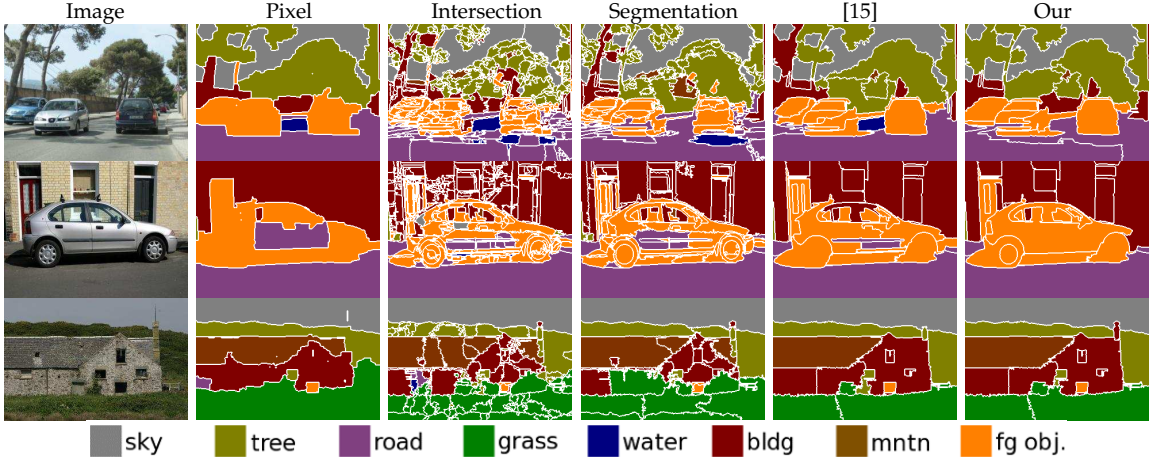 Image Pixel Intersection Segmentation [15] Our
sky tree road grass water bldg mntn fg obj.